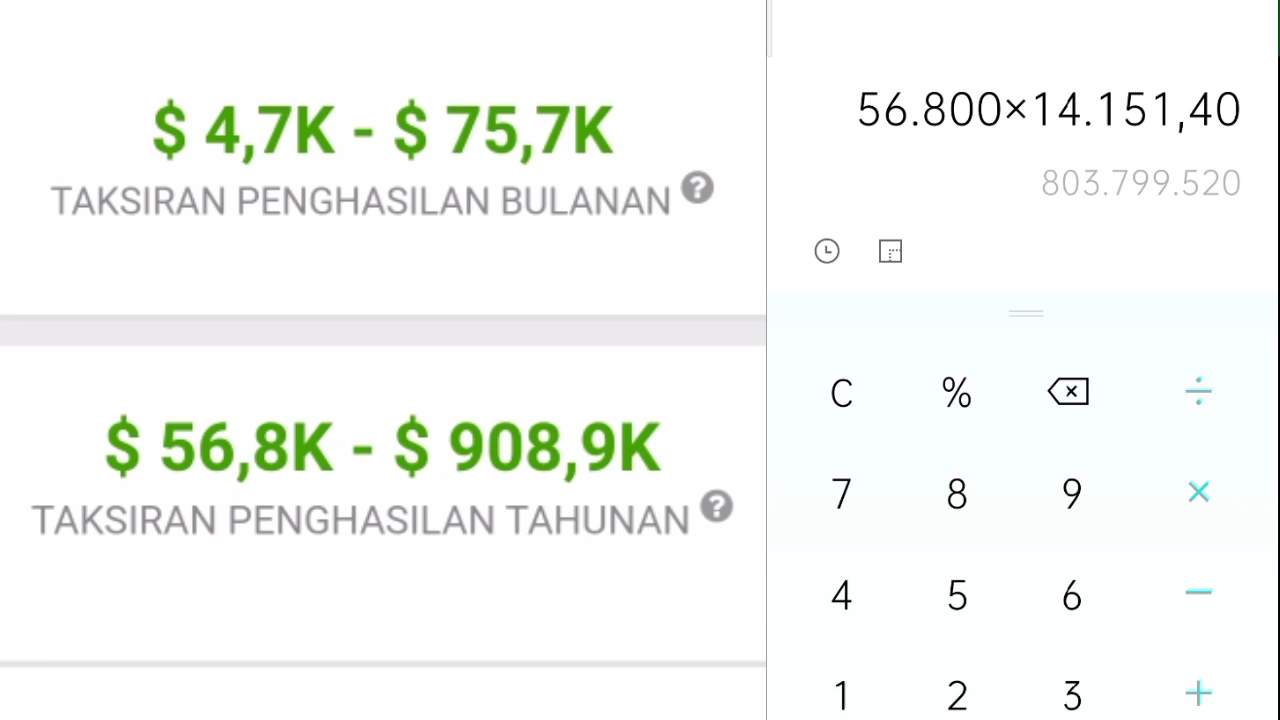 $ 4,7K - $ 75,7K
TAKSIRAN PENGHASILAN BULANAN ?
$ 56,8K - $ 908,9K
TAKSIRAN PENGHASILAN TAHUNAN ?
56.800×14.151,40
803.799.520
C % ÷
7 8 9 ×
4 5 6 −
1 2 3 +